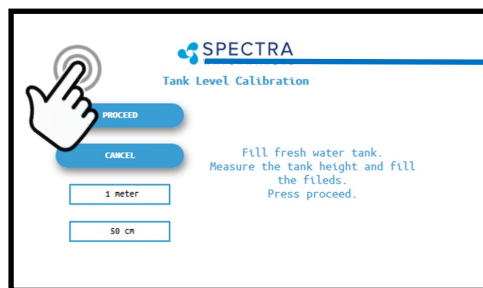 SPECTRA
Tank Level Calibration
PROCEED
CANCEL
1 meter
50 cm
Fill fresh water tank.
Measure the tank height and fill
the fileds.
Press proceed.